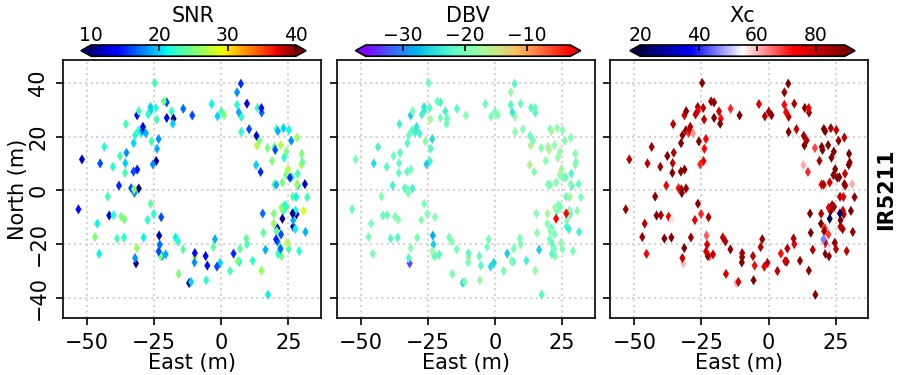 SNR DBV Xc
10 20 30 40 −30 −20 −10 20 40 60 80
40
20
0
−20
−40
North (m)
IR5211
−50 −25 0 25 −50 −25 0 25 −50 −25 0 25
East (m) East (m) East (m)